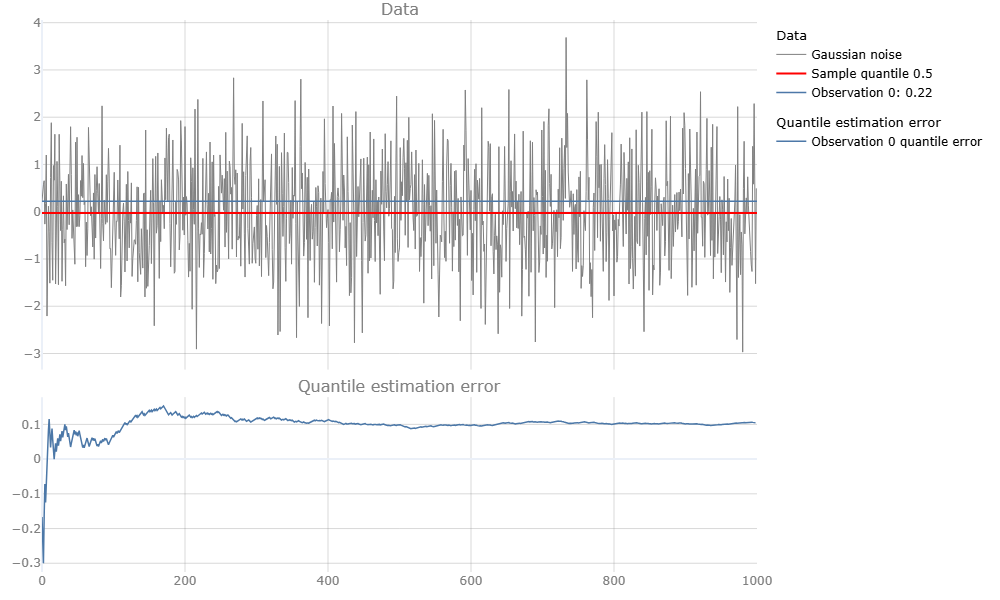 Data
4
3
2
1
0
−1
−2
−3
Data
Gaussian noise
Sample quantile 0.5
Observation 0: 0.22
Quantile estimation error
Observation 0 quantile error
Quantile estimation error
0.1
0
−0.1
−0.2
−0.3
0 200 400 600 800 1000